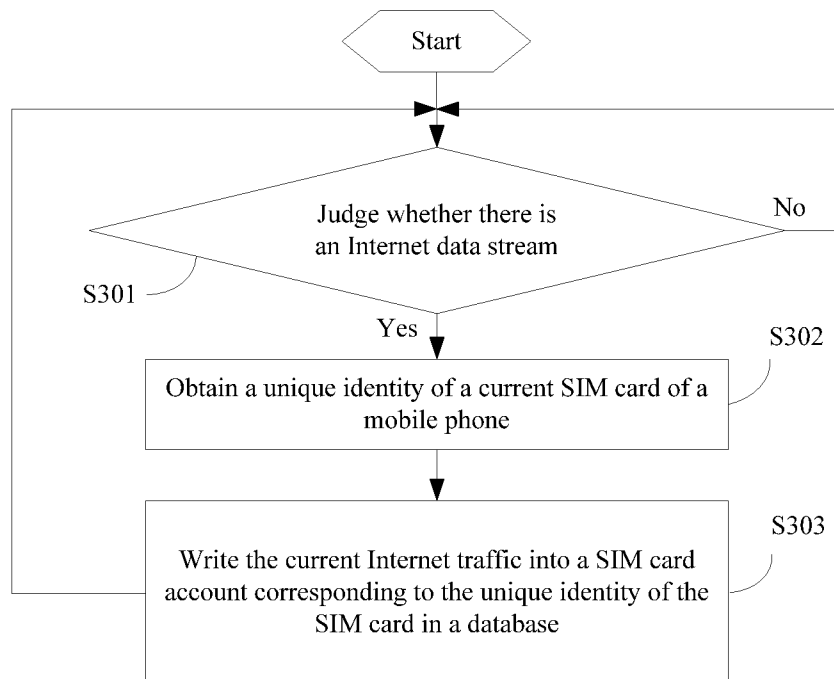 Start
Judge whether there is
an Internet data stream
No
S301
Yes
S302
Obtain a unique identity of a current SIM card of a
mobile phone
S303
Write the current Internet traffic into a SIM card
account corresponding to the unique identity of the
SIM card in a database